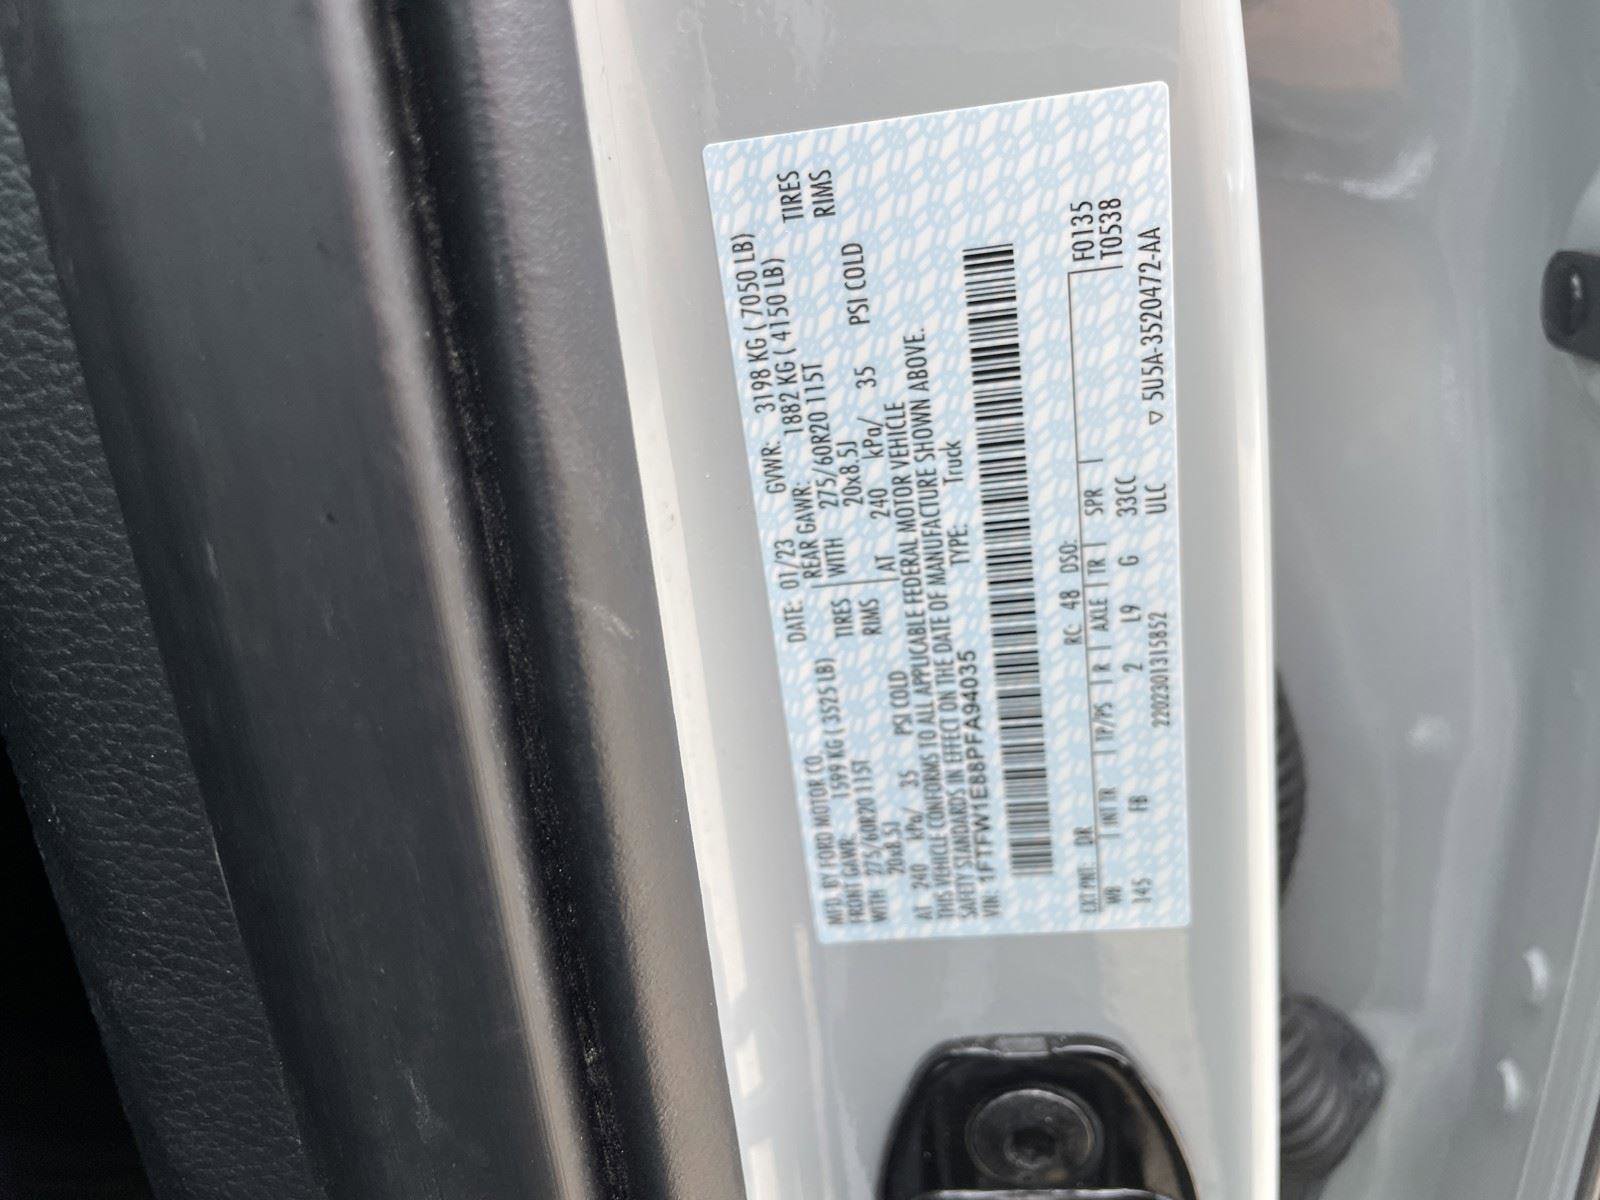 MFD. BY FORD MOTOR CO. DATE: 01/23 GVWR: 3198 KG ( 7050 LB)
FRONT GAWR: 1599 KG ( 3525 LB) REAR GAWR: 1882 KG ( 4150 LB)
WITH 275/60R20 115T TIRES WITH 275/60R20 115T TIRES
20x8.5J RIMS 20x8.5J RIMS
AT 240 kPa/ 35 PSI COLD AT 240 kPa/ 35 PSI COLD
THIS VEHICLE CONFORMS TO ALL APPLICABLE FEDERAL MOTOR VEHICLE
SAFETY STANDARDS IN EFFECT ON THE DATE OF MANUFACTURE SHOWN ABOVE.
VIN: 1FTFW1E88PFA94035 TYPE: Truck
F0135
EXT PNT: DR RC: 48 DSO: T0538
WB INT TR TP/PS R AXLE TR SPR
145 FB 2 L9 G 33CC
ULC ▽ 5U5A-3520472-AA
22023013 15852